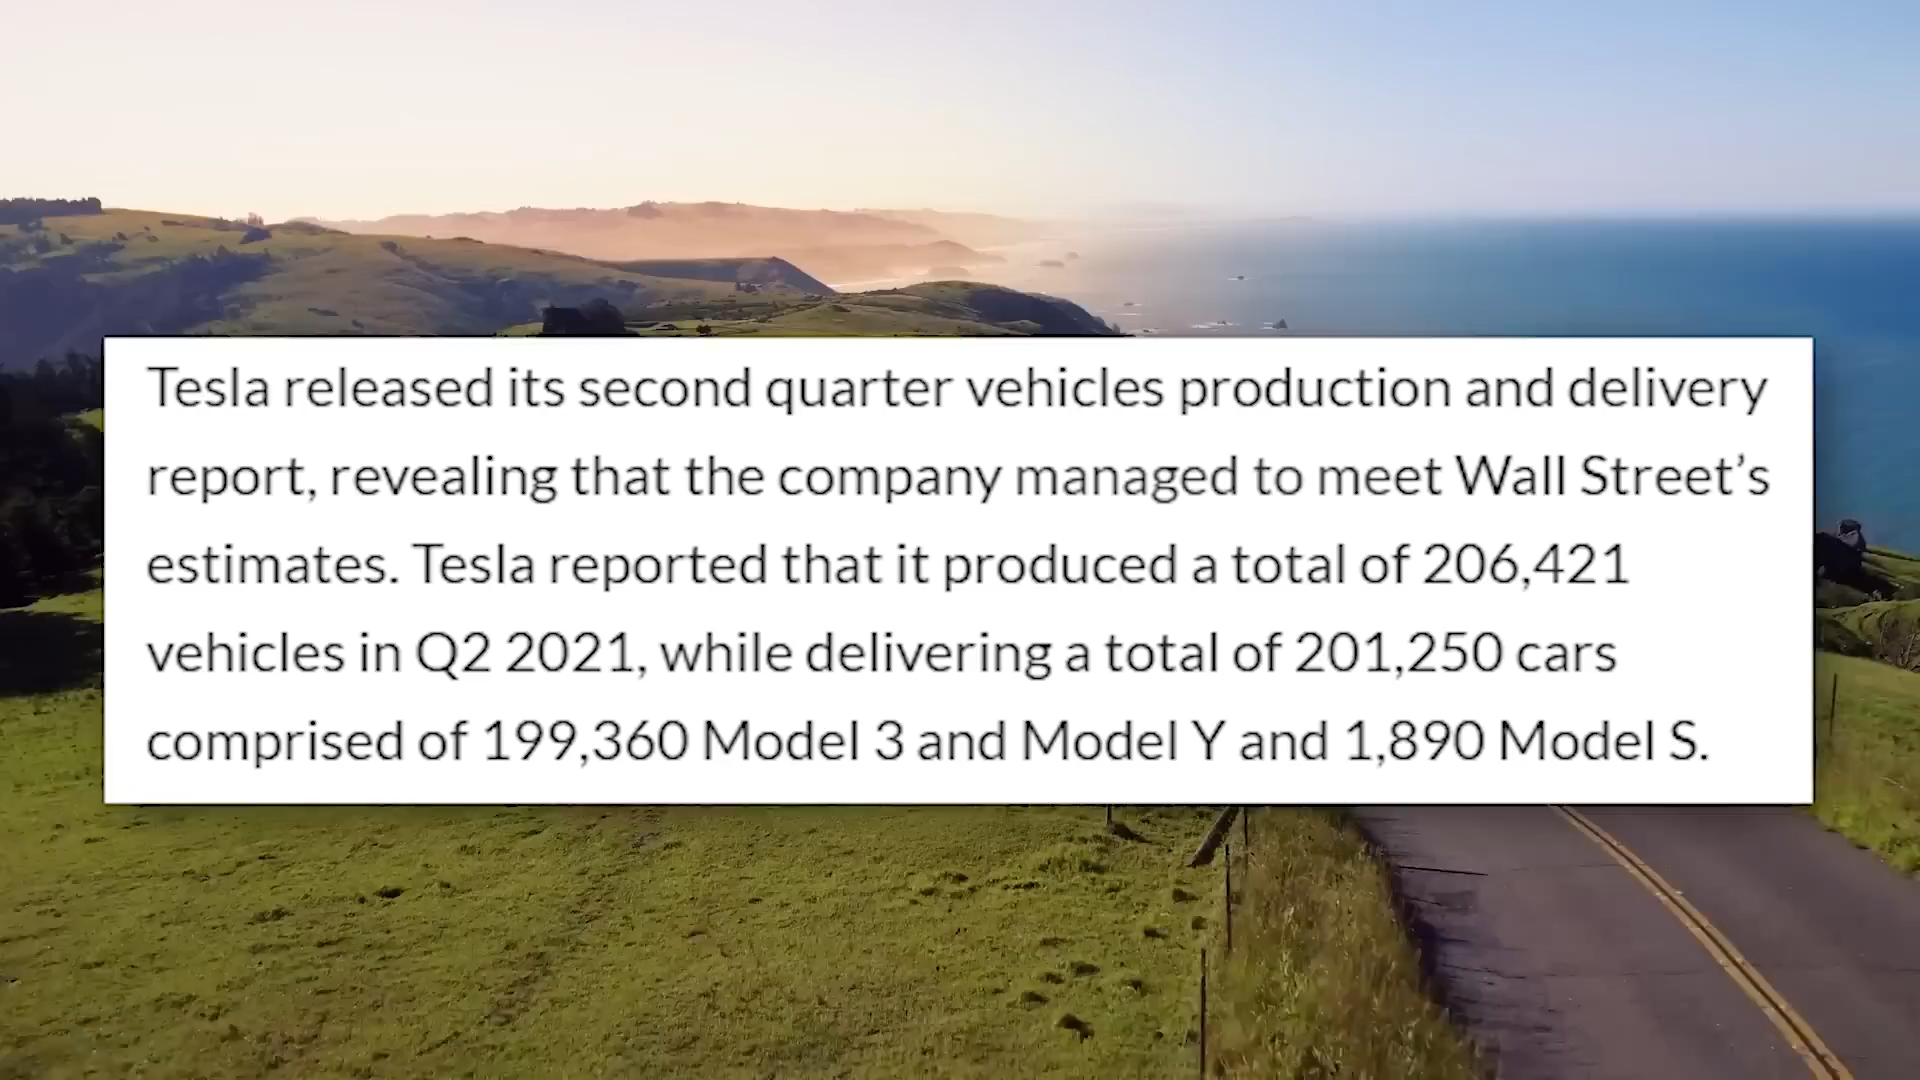 Tesla released its second quarter vehicles production and delivery
report, revealing that the company managed to meet Wall Street’s
estimates. Tesla reported that it produced a total of 206,421
vehicles in Q2 2021, while delivering a total of 201,250 cars
comprised of 199,360 Model 3 and Model Y and 1,890 Model S.